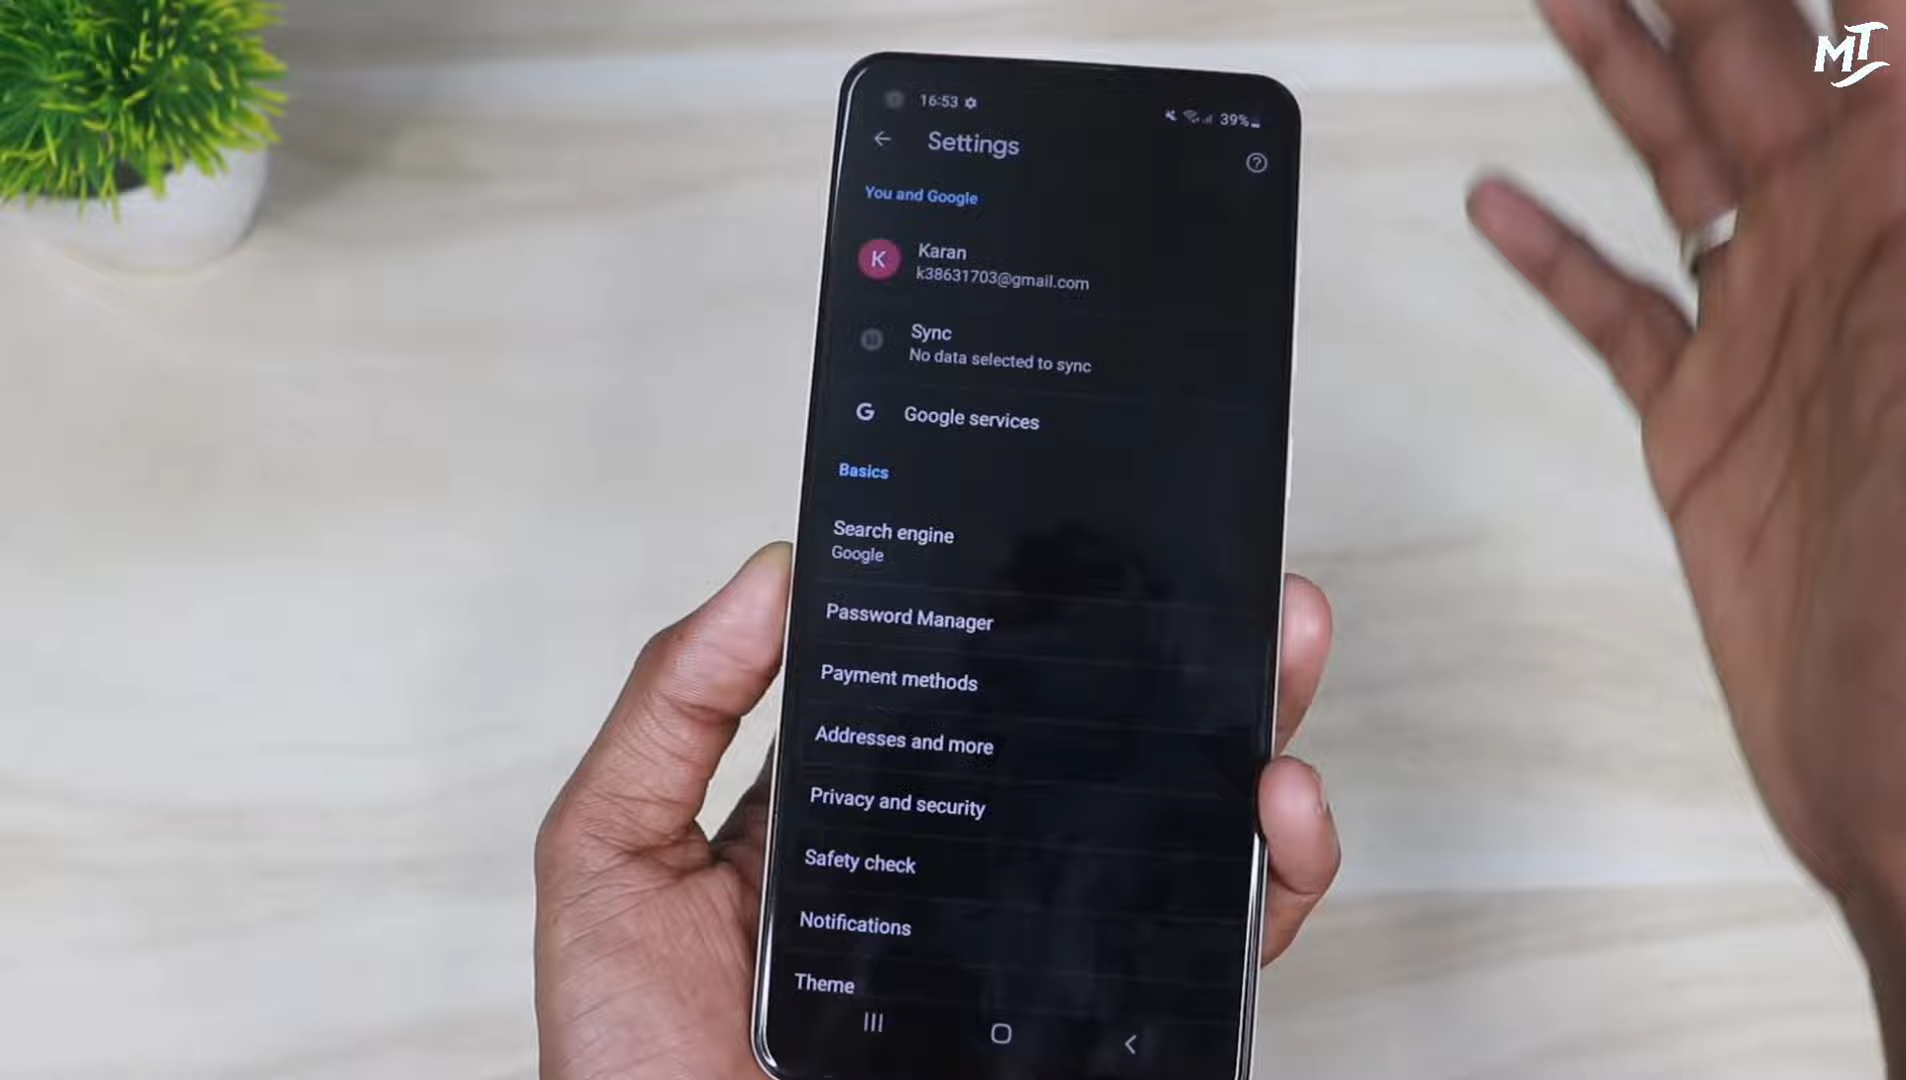 MT
16:53
39%
Settings
You and Google
K
Karan
k38631703@gmail.com
Sync
No data selected to sync
G
Google services
Basics
Search engine
Google
Password Manager
Payment methods
Addresses and more
Privacy and security
Safety check
Notifications
Theme